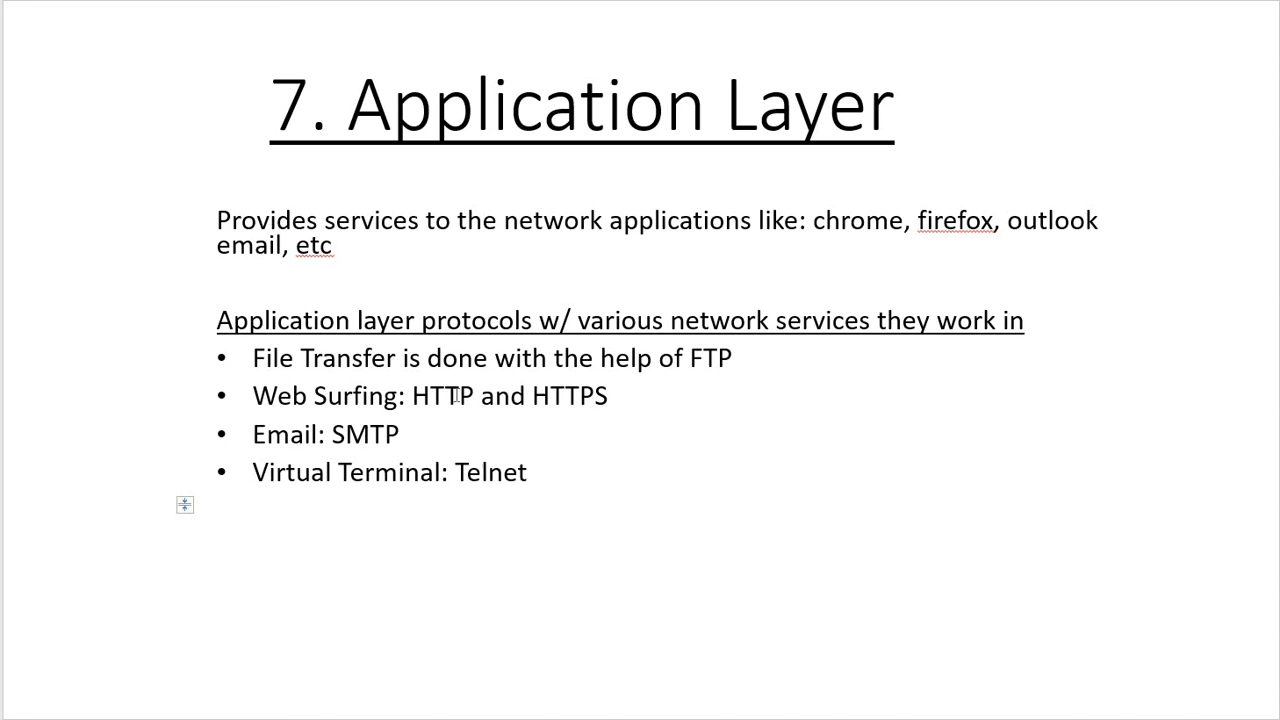 7. Application Layer
Provides services to the network applications like: chrome, firefox, outlook
email, etc
Application layer protocols w/ various network services they work in
• File Transfer is done with the help of FTP
• Web Surfing: HTTP and HTTPS
• Email: SMTP
• Virtual Terminal: Telnet